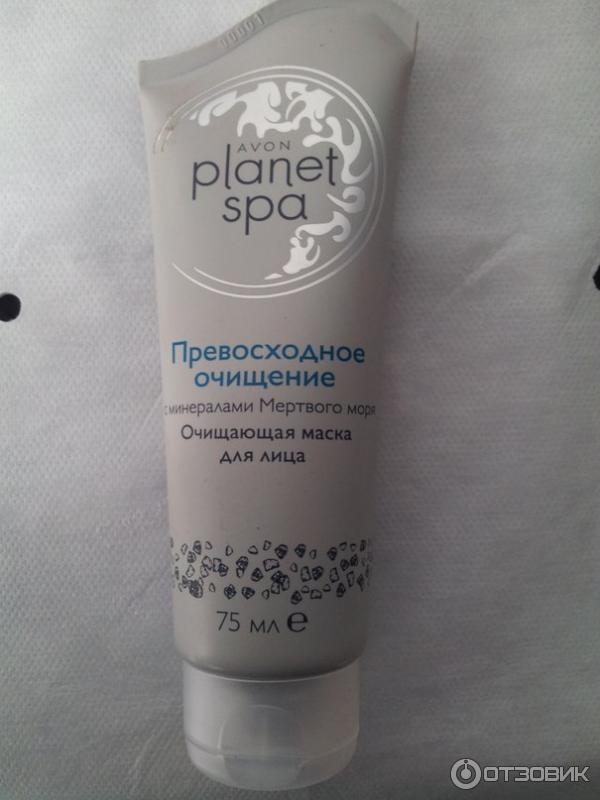 AVON
planet
spa
Превосходное
очищение
с минералами Мертвого моря
Очищающая маска
для лица
75 мл e
ОТЗОВИК